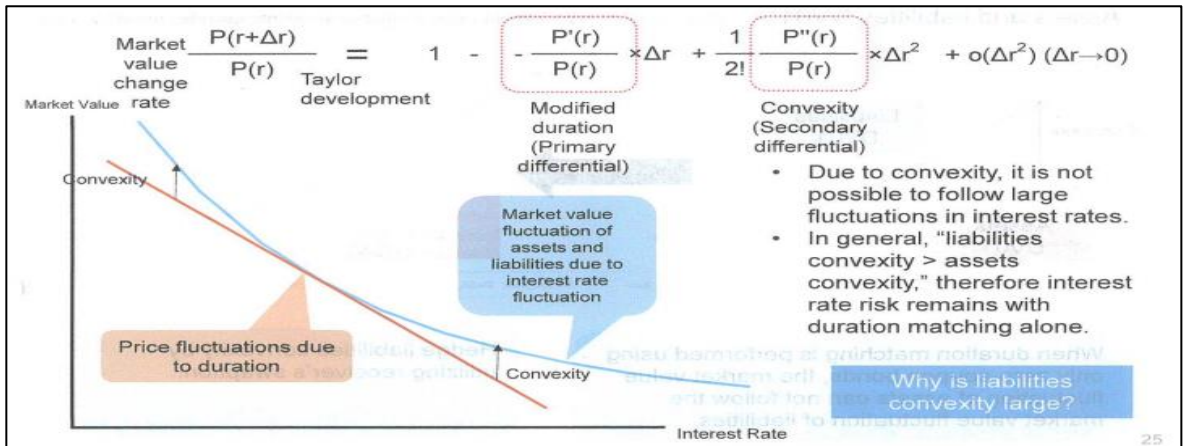 Market
value
change
rate
P(r+Δr)
P(r)
=
Taylor
development
1 - - P'(r) ×Δr + 1 P"(r) ×Δr² + o(Δr²) (Δr→0)
P(r) 2! P(r)
Modified
duration
(Primary
differential)
Convexity
(Secondary
differential)
Market Value
Convexity
Market value
fluctuation of
assets and
liabilities due to
interest rate
fluctuation
Price fluctuations due
to duration
Convexity
Interest Rate
• Due to convexity, it is not
possible to follow large
fluctuations in interest rates.
• In general, "liabilities
convexity > assets
convexity," therefore interest
rate risk remains with
duration matching alone.
Why is liabilities
convexity large?
25